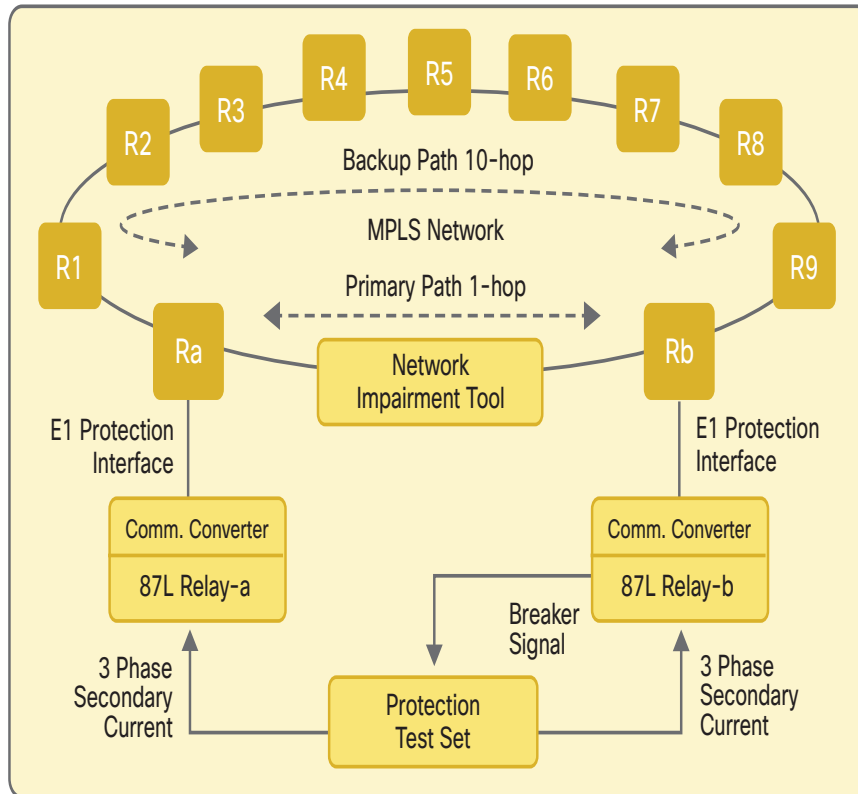 R1
R2
R3
R4
R5
R6
R7
R8
R9
Backup Path 10-hop
MPLS Network
Primary Path 1-hop
Ra
Rb
Network
Impairment Tool
E1 Protection
Interface
E1 Protection
Interface
Comm. Converter
87L Relay-a
Comm. Converter
87L Relay-b
Breaker
Signal
3 Phase
Secondary
Current
Protection
Test Set
3 Phase
Secondary
Current